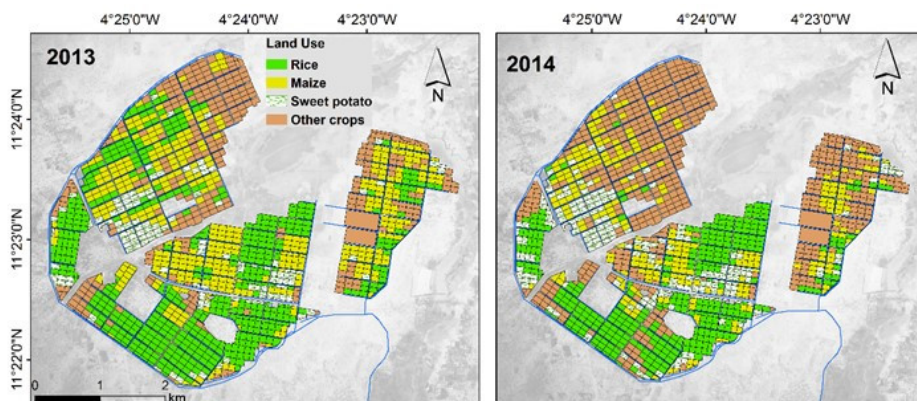 4°25'0"W 4°24'0"W 4°23'0"W 4°25'0"W 4°24'0"W 4°23'0"W
2013
Land Use
Rice
Maize
Sweet potato
Other crops
N
2014
N
11°24'0"N
11°23'0"N
11°22'0"N
0 1 2
km